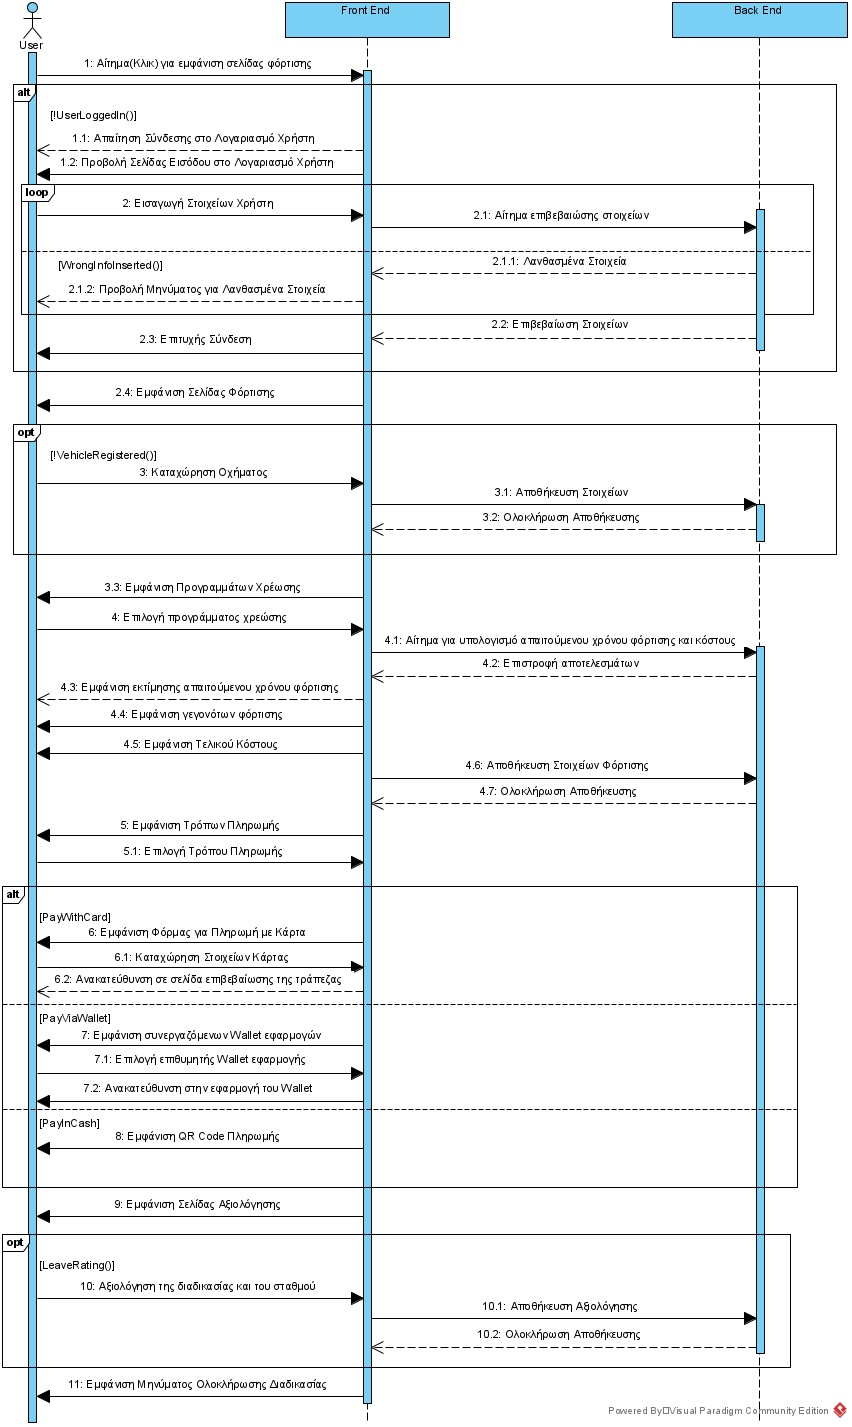 Front End
Back End
User
1: Αίτημα(Κλικ) για εμφάνιση σελίδας φόρτισης
alt
[!UserLoggedIn()]
1.1: Απαίτηση Σύνδεσης στο Λογαριασμό Χρήστη
1.2: Προβολή Σελίδας Εισόδου στο Λογαριασμό Χρήστη
loop
2: Εισαγωγή Στοιχείων Χρήστη
2.1: Αίτημα επιβεβαιώσης στοιχείων
[WrongInfoInserted()]
2.1.1: Λανθασμένα Στοιχεία
2.1.2: Προβολή Μηνύματος για Λανθασμένα Στοιχεία
2.2: Επιβεβαίωση Στοιχείων
2.3: Επιτυχής Σύνδεση
2.4: Εμφάνιση Σελίδας Φόρτισης
opt
[!VehicleRegistered()]
3: Καταχώρηση Οχήματος
3.1: Αποθήκευση Στοιχείων
3.2: Ολοκλήρωση Αποθήκευσης
3.3: Εμφάνιση Προγραμμάτων Χρέωσης
4: Επιλογή προγράμματος χρεώσης
4.1: Αίτημα για υπολογισμό απαιτούμενου χρόνου φόρτισης και κόστους
4.2: Επιστροφή αποτελεσμάτων
4.3: Εμφάνιση εκτίμησης απαιτούμενου χρόνου φόρτισης
4.4: Εμφάνιση γεγονότων φόρτισης
4.5: Εμφάνιση Τελικού Κόστους
4.6: Αποθήκευση Στοιχείων Φόρτισης
4.7: Ολοκλήρωση Αποθήκευσης
5: Εμφάνιση Τρόπων Πληρωμής
5.1: Επιλογή Τρόπου Πληρωμής
alt
[PayWithCard]
6: Εμφάνιση Φόρμας για Πληρωμή με Κάρτα
6.1: Καταχώρηση Στοιχείων Κάρτας
6.2: Ανακατεύθυνση σε σελίδα επιβεβαίωσης της τράπεζας
[PayViaWallet]
7: Εμφάνιση συνεργαζόμενων Wallet εφαρμογών
7.1: Επιλογή επιθυμητής Wallet εφαρμογής
7.2: Ανακατεύθυνση στην εφαρμογή του Wallet
[PayInCash]
8: Εμφάνιση QR Code Πληρωμής
9: Εμφάνιση Σελίδας Αξιολόγησης
opt
[LeaveRating()]
10: Αξιολόγηση της διαδικασίας και του σταθμού
10.1: Αποθήκευση Αξιολόγησης
10.2: Ολοκλήρωση Αποθήκευσης
11: Εμφάνιση Μηνύματος Ολοκλήρωσης Διαδικασίας
Powered By Visual Paradigm Community Edition